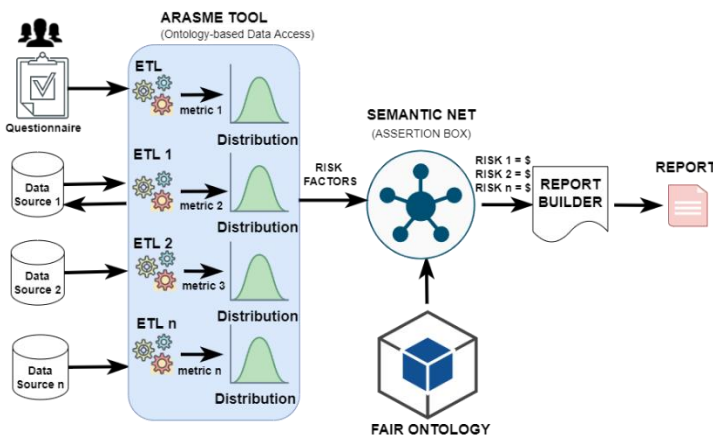 ARASME TOOL
(Ontology-based Data Access)
Questionnaire
ETL
metric 1
Distribution
Data
Source 1
ETL 1
metric 2
Distribution
Data
Source 2
ETL 2
metric 3
Distribution
Data
Source n
ETL n
metric n
Distribution
RISK
FACTORS
SEMANTIC NET
(ASSERTION BOX)
FAIR ONTOLOGY
RISK 1 = $
RISK 2 = $
RISK n = $
REPORT
BUILDER
REPORT